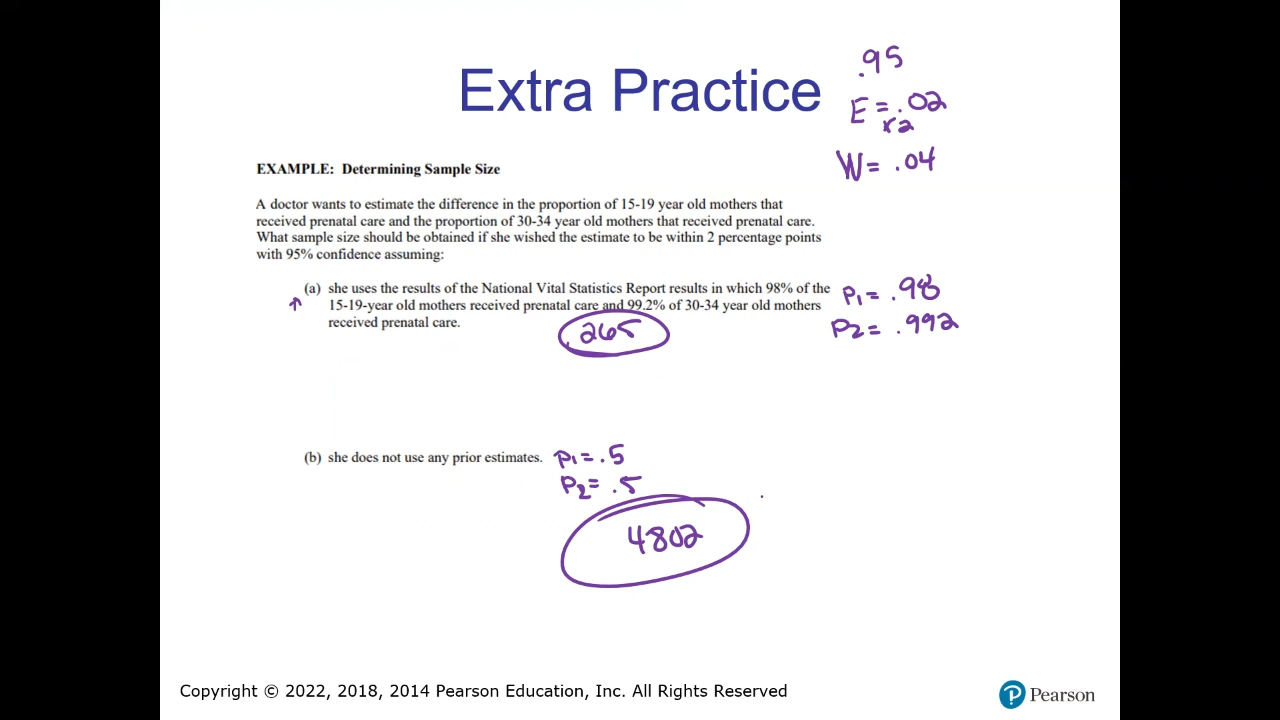 Extra Practice
.95
E = .02
x2
W = .04
EXAMPLE: Determining Sample Size
A doctor wants to estimate the difference in the proportion of 15-19 year old mothers that
received prenatal care and the proportion of 30-34 year old mothers that received prenatal care.
What sample size should be obtained if she wished the estimate to be within 2 percentage points
with 95% confidence assuming:
(a) she uses the results of the National Vital Statistics Report results in which 98% of the
15-19-year old mothers received prenatal care and 99.2% of 30-34 year old mothers
received prenatal care.
P1 = .98
P2 = .992
265
(b) she does not use any prior estimates.
P1 = .5
P2 = .5
4802
Copyright © 2022, 2018, 2014 Pearson Education, Inc. All Rights Reserved
P Pearson